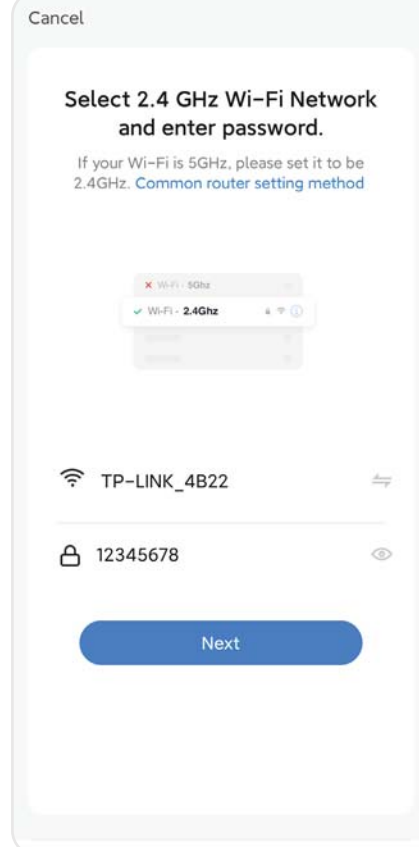 Cancel
Select 2.4 GHz Wi-Fi Network
and enter password.
If your Wi-Fi is 5GHz, please set it to be
2.4GHz. Common router setting method
Wi-Fi - 5Ghz
Wi-Fi - 2.4Ghz
TP-LINK_4B22
12345678
Next